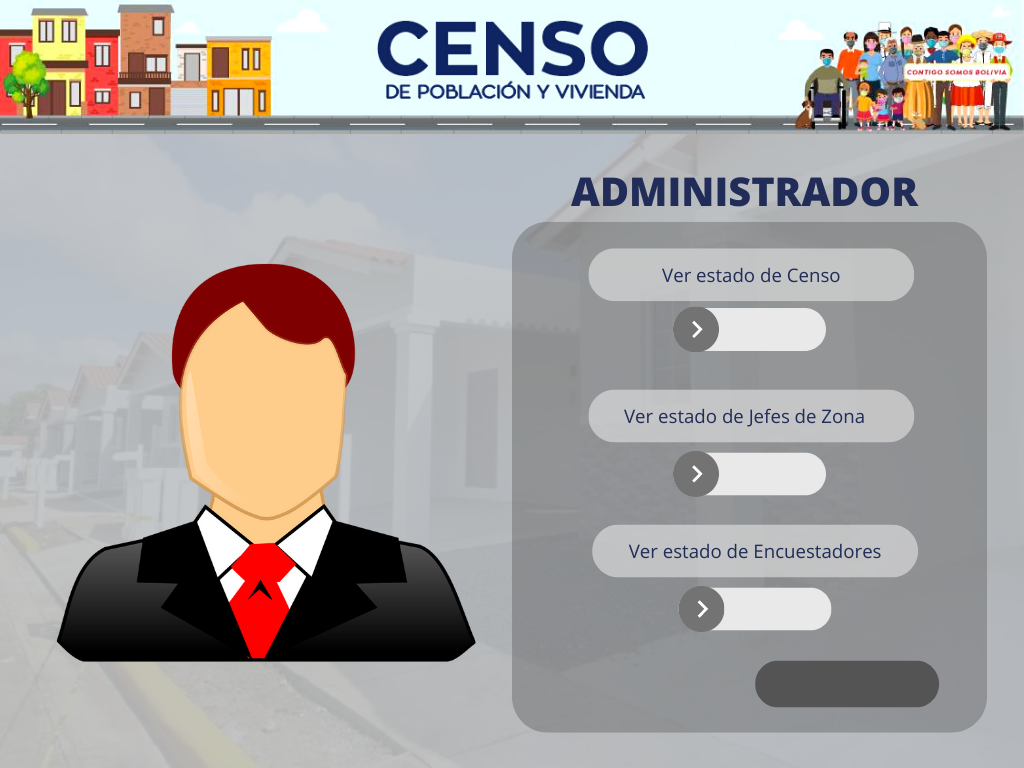 CENSO
DE POBLACIÓN Y VIVIENDA
CONTIGO SOMOS BOLIVIA
ADMINISTRADOR
Ver estado de Censo
Ver estado de Jefes de Zona
Ver estado de Encuestadores